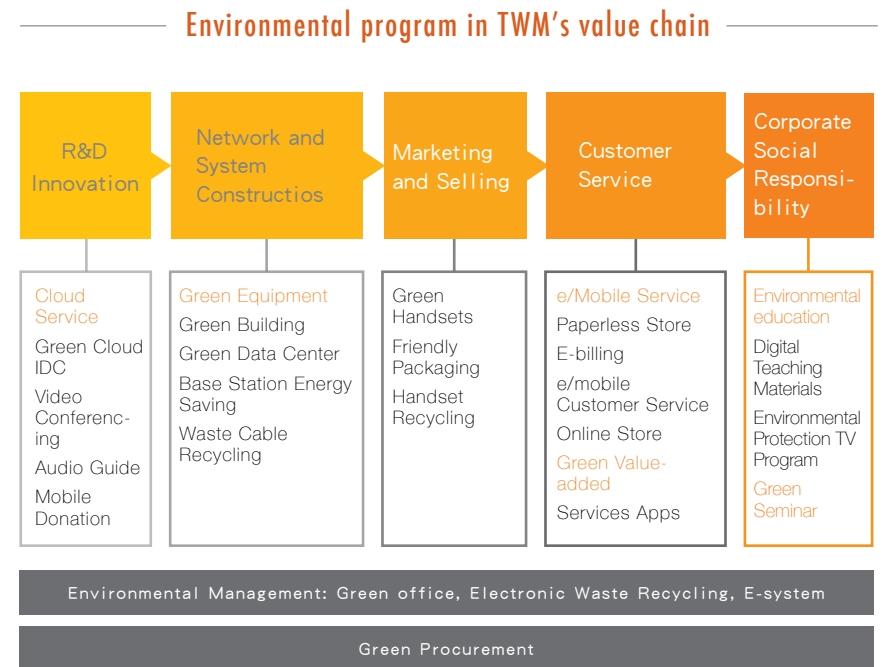 Environmental program in TWM's value chain
R&D
Innovation
Network and
System
Constructios
Marketing
and Selling
Customer
Service
Corporate
Social
Responsi-
bility
Cloud
Service
Green Cloud
IDC
Video
Conferenc-
ing
Audio Guide
Mobile
Donation
Green Equipment
Green Building
Green Data Center
Base Station Energy
Saving
Waste Cable
Recycling
Green
Handsets
Friendly
Packaging
Handset
Recycling
e/Mobile Service
Paperless Store
E-billing
e/mobile
Customer Service
Online Store
Green Value-
added
Services Apps
Environmental
education
Digital
Teaching
Materials
Environmental
Protection TV
Program
Green
Seminar
Environmental Management: Green office, Electronic Waste Recycling, E-system
Green Procurement